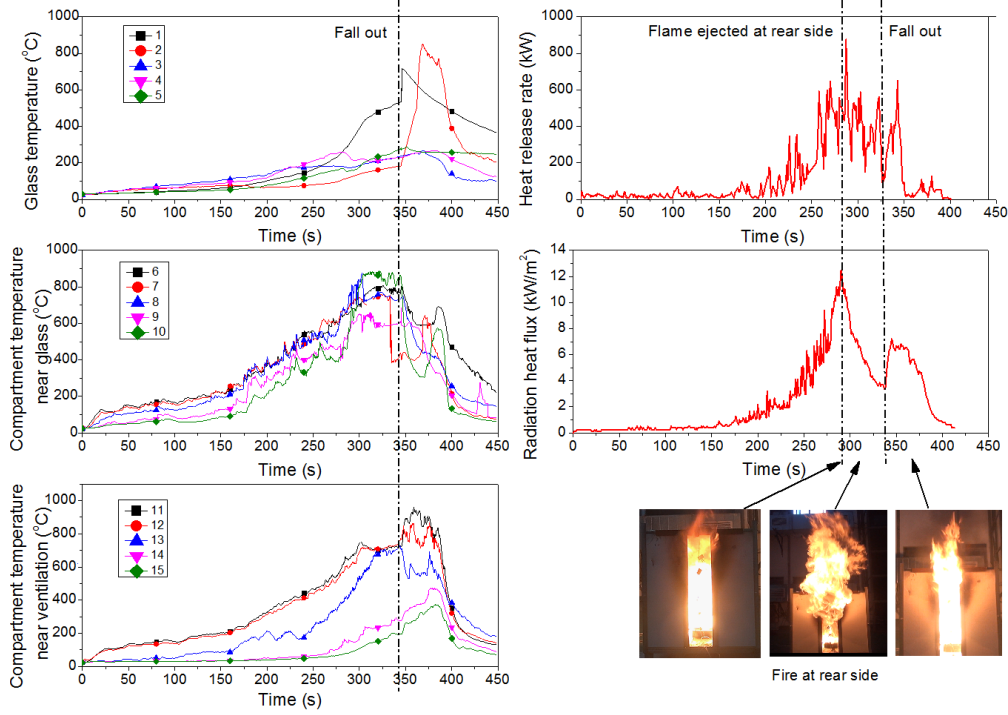 Glass temperature (°C)
1000
800
600
400
200
0
1
2
3
4
5
Fall out
0 50 100 150 200 250 300 350 400 450
Time (s)
Heat release rate (kW)
1000
800
600
400
200
0
Flame ejected at rear side
Fall out
0 50 100 150 200 250 300 350 400 450
Time (s)
Compartment temperature
near glass(°C)
1000
800
600
400
200
0
6
7
8
9
10
0 50 100 150 200 250 300 350 400 450
Time (s)
Radiation heat flux (kW/m²)
14
12
10
8
6
4
2
0
0 50 100 150 200 250 300 350 400 450
Time (s)
Compartment temperature
near ventilation(°C)
1000
800
600
400
200
0
11
12
13
14
15
0 50 100 150 200 250 300 350 400 450
Time (s)
Fire at rear side